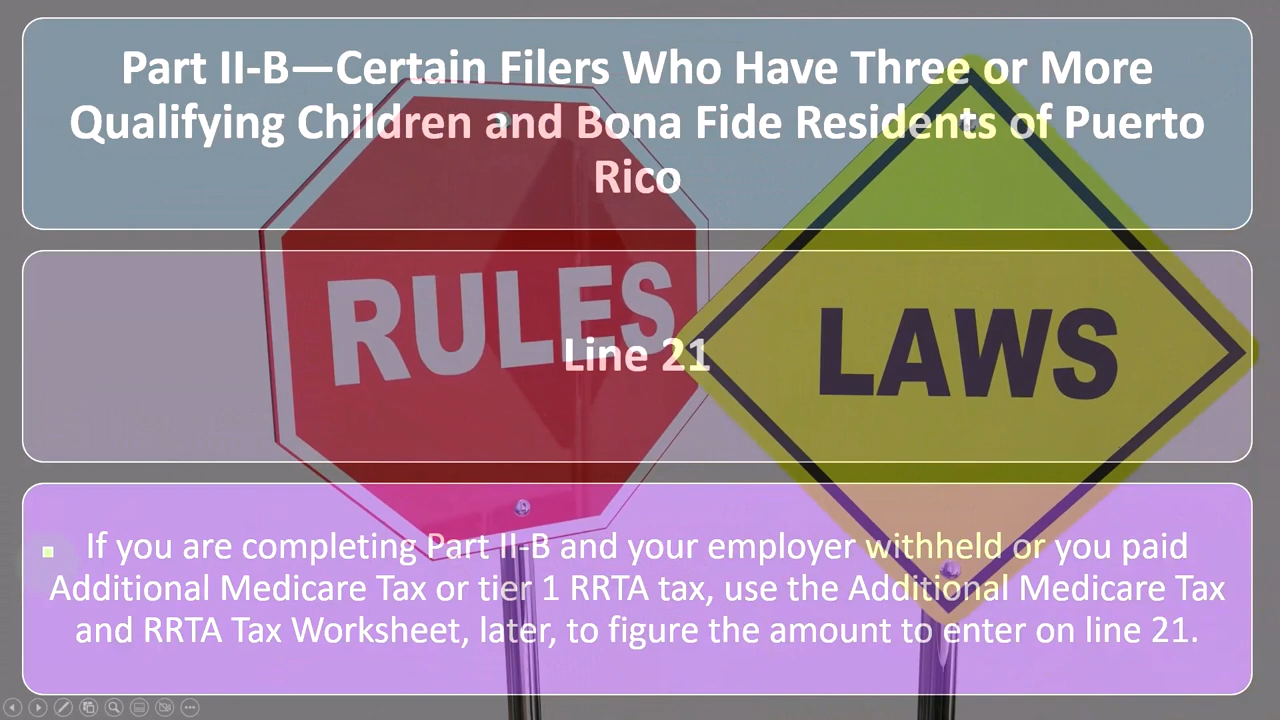 Part II-B—Certain Filers Who Have Three or More
Qualifying Children and Bona Fide Residents of Puerto
Rico
RULES
LAWS
Line 21
▪ If you are completing Part II-B and your employer withheld or you paid
Additional Medicare Tax or tier 1 RRTA tax, use the Additional Medicare Tax
and RRTA Tax Worksheet, later, to figure the amount to enter on line 21.